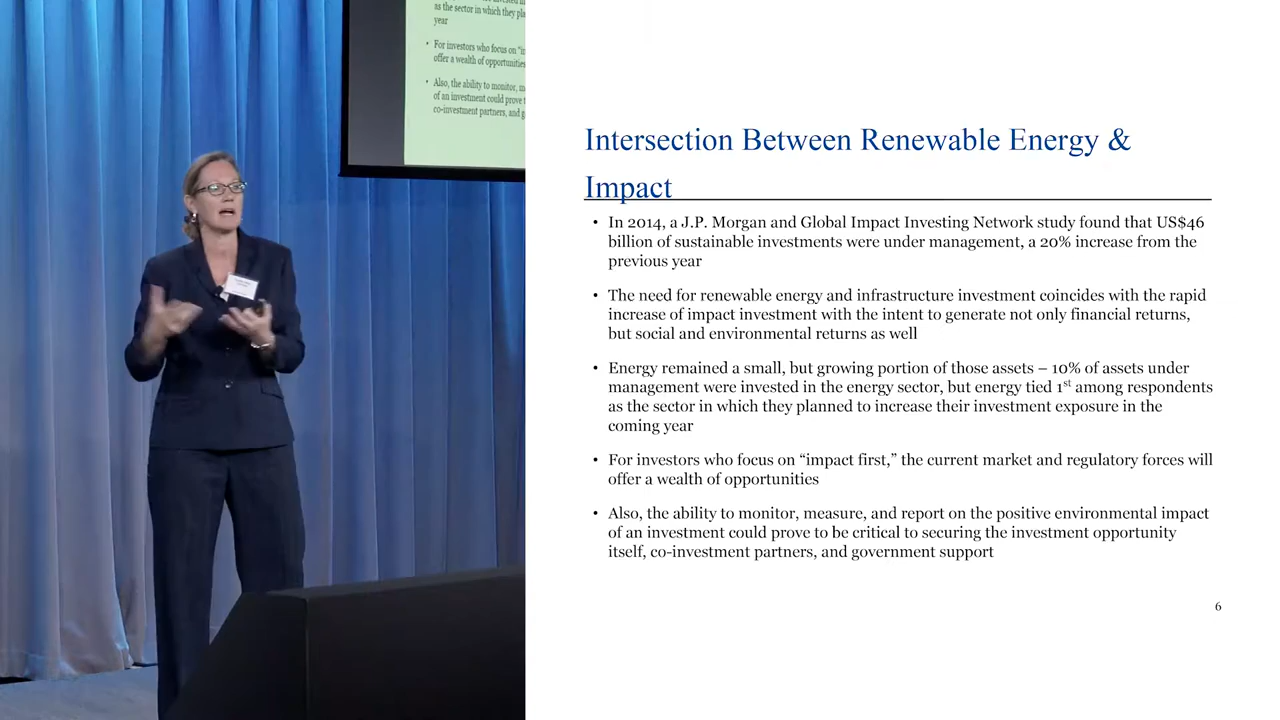 as the sector in which they pla
year
• For investors who focus on “i
offer a wealth of opportunities
• Also, the ability to monitor, m
of an investment could prove t
co-investment partners, and g
Intersection Between Renewable Energy &
Impact
• In 2014, a J.P. Morgan and Global Impact Investing Network study found that US$46
billion of sustainable investments were under management, a 20% increase from the
previous year
• The need for renewable energy and infrastructure investment coincides with the rapid
increase of impact investment with the intent to generate not only financial returns,
but social and environmental returns as well
• Energy remained a small, but growing portion of those assets – 10% of assets under
management were invested in the energy sector, but energy tied 1st among respondents
as the sector in which they planned to increase their investment exposure in the
coming year
• For investors who focus on “impact first,” the current market and regulatory forces will
offer a wealth of opportunities
• Also, the ability to monitor, measure, and report on the positive environmental impact
of an investment could prove to be critical to securing the investment opportunity
itself, co-investment partners, and government support
6